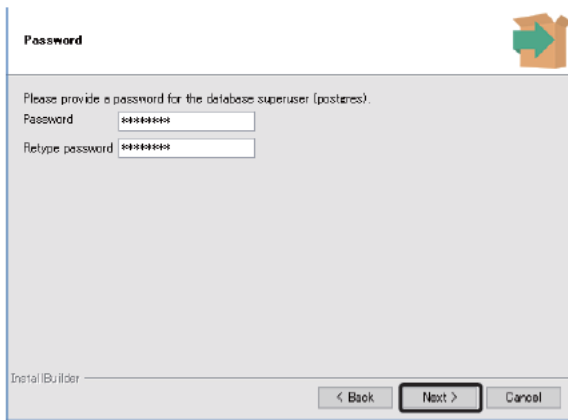 Password
Please provide a password for the database superuser (postgres).
Password ********
Retype password ********
InstallBuilder
< Back Next > Cancel